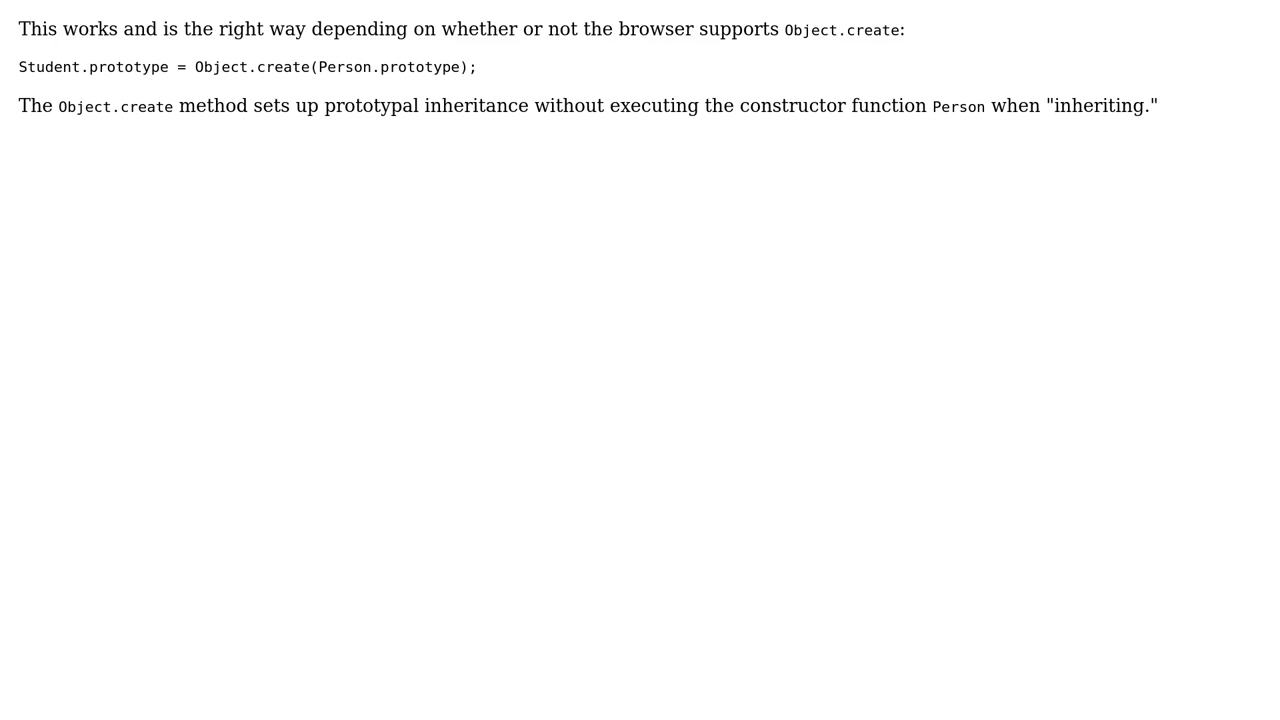 This works and is the right way depending on whether or not the browser supports Object.create:
Student.prototype = Object.create(Person.prototype);
The Object.create method sets up prototypal inheritance without executing the constructor function Person when "inheriting."